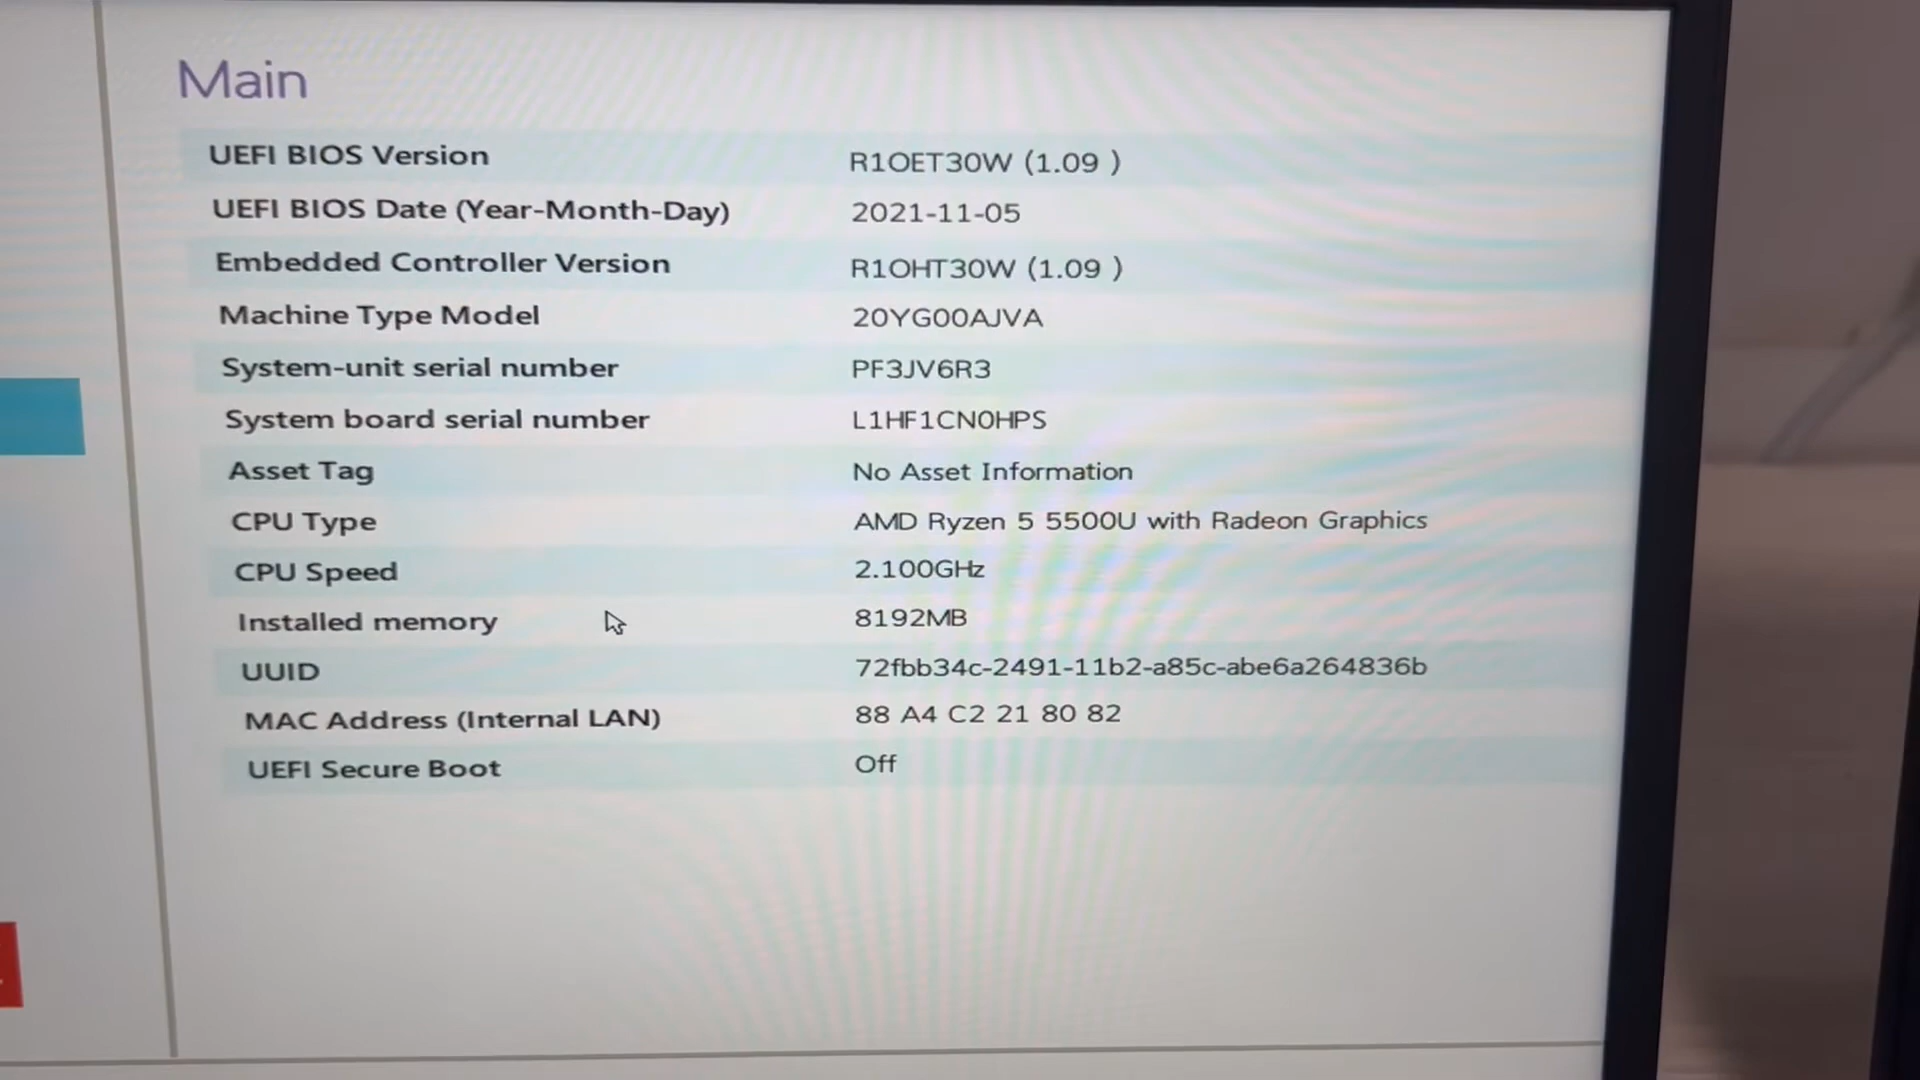 Main
UEFI BIOS Version R1OET30W (1.09 )
UEFI BIOS Date (Year-Month-Day) 2021-11-05
Embedded Controller Version R1OHT30W (1.09 )
Machine Type Model 20YG00AJVA
System-unit serial number PF3JV6R3
System board serial number L1HF1CN0HPS
Asset Tag No Asset Information
CPU Type AMD Ryzen 5 5500U with Radeon Graphics
CPU Speed 2.100GHz
Installed memory 8192MB
UUID 72fbb34c-2491-11b2-a85c-abe6a264836b
MAC Address (Internal LAN) 88 A4 C2 21 80 82
UEFI Secure Boot Off